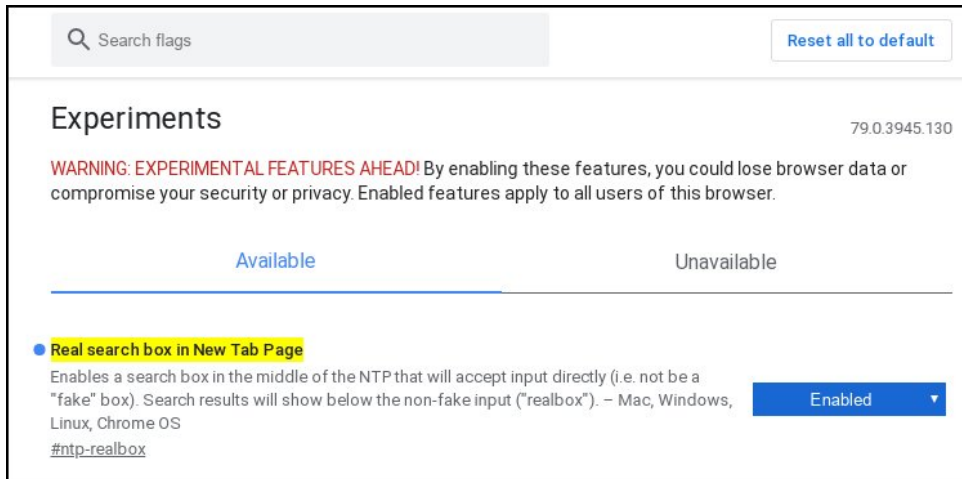 Search flags
Reset all to default
Experiments
79.0.3945.130
WARNING: EXPERIMENTAL FEATURES AHEAD! By enabling these features, you could lose browser data or
compromise your security or privacy. Enabled features apply to all users of this browser.
Available
Unavailable
Real search box in New Tab Page
Enables a search box in the middle of the NTP that will accept input directly (i.e. not be a
"fake" box). Search results will show below the non-fake input ("realbox"). – Mac, Windows,
Linux, Chrome OS
Enabled
#ntp-realbox